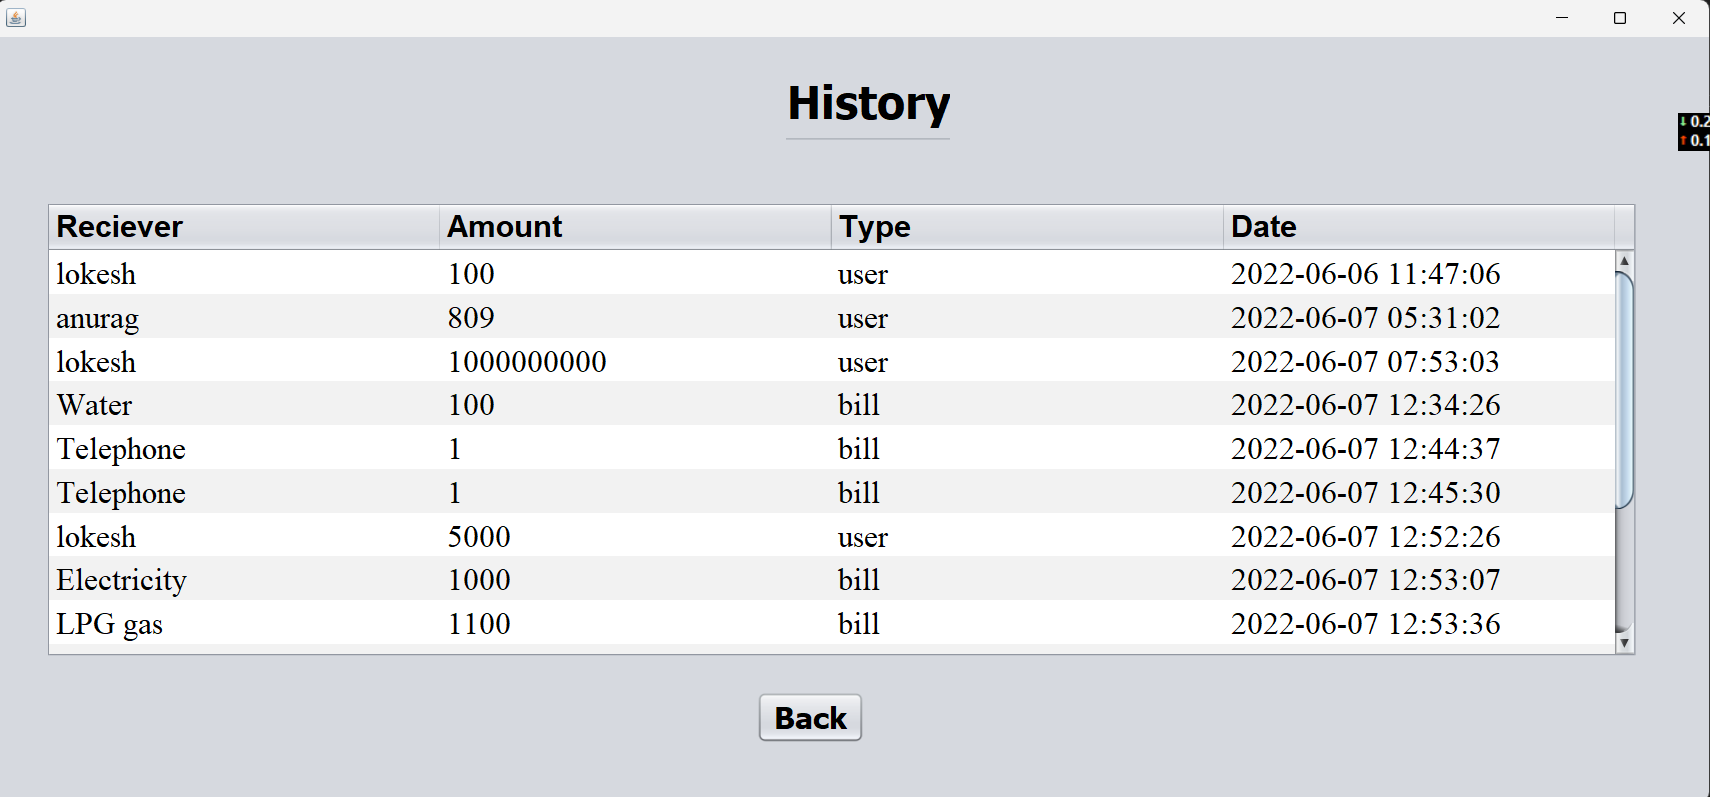 History
↓ 0.2
↑ 0.1
Reciever Amount Type Date
lokesh 100 user 2022-06-06 11:47:06
anurag 809 user 2022-06-07 05:31:02
lokesh 1000000000 user 2022-06-07 07:53:03
Water 100 bill 2022-06-07 12:34:26
Telephone 1 bill 2022-06-07 12:44:37
Telephone 1 bill 2022-06-07 12:45:30
lokesh 5000 user 2022-06-07 12:52:26
Electricity 1000 bill 2022-06-07 12:53:07
LPG gas 1100 bill 2022-06-07 12:53:36
Back